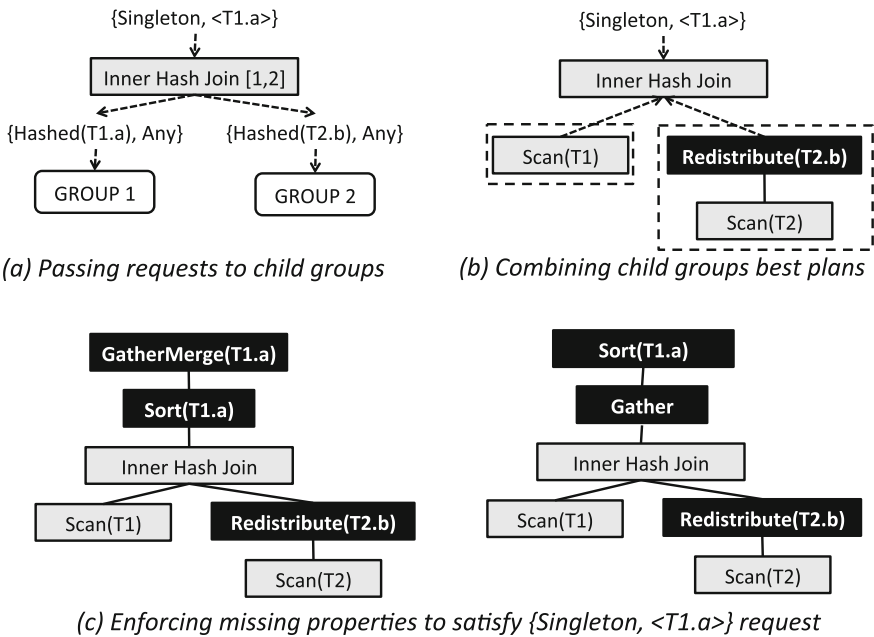 {Singleton, <T1.a>}
Inner Hash Join [1,2]
{Hashed(T1.a), Any}
{Hashed(T2.b), Any}
GROUP 1
GROUP 2
(a) Passing requests to child groups
{Singleton, <T1.a>}
Inner Hash Join
Scan(T1)
Redistribute(T2.b)
Scan(T2)
(b) Combining child groups best plans
GatherMerge(T1.a)
Sort(T1.a)
Inner Hash Join
Scan(T1)
Redistribute(T2.b)
Scan(T2)
Sort(T1.a)
Gather
Inner Hash Join
Scan(T1)
Redistribute(T2.b)
Scan(T2)
(c) Enforcing missing properties to satisfy {Singleton, <T1.a>} request